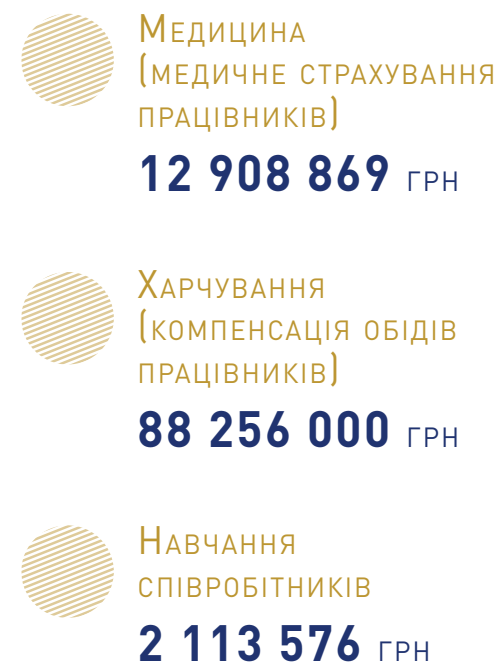 Медицина
(медичне страхування
працівників)
12 908 869 грн
Харчування
(компенсація обідів
працівників)
88 256 000 грн
Навчання
співробітників
2 113 576 грн